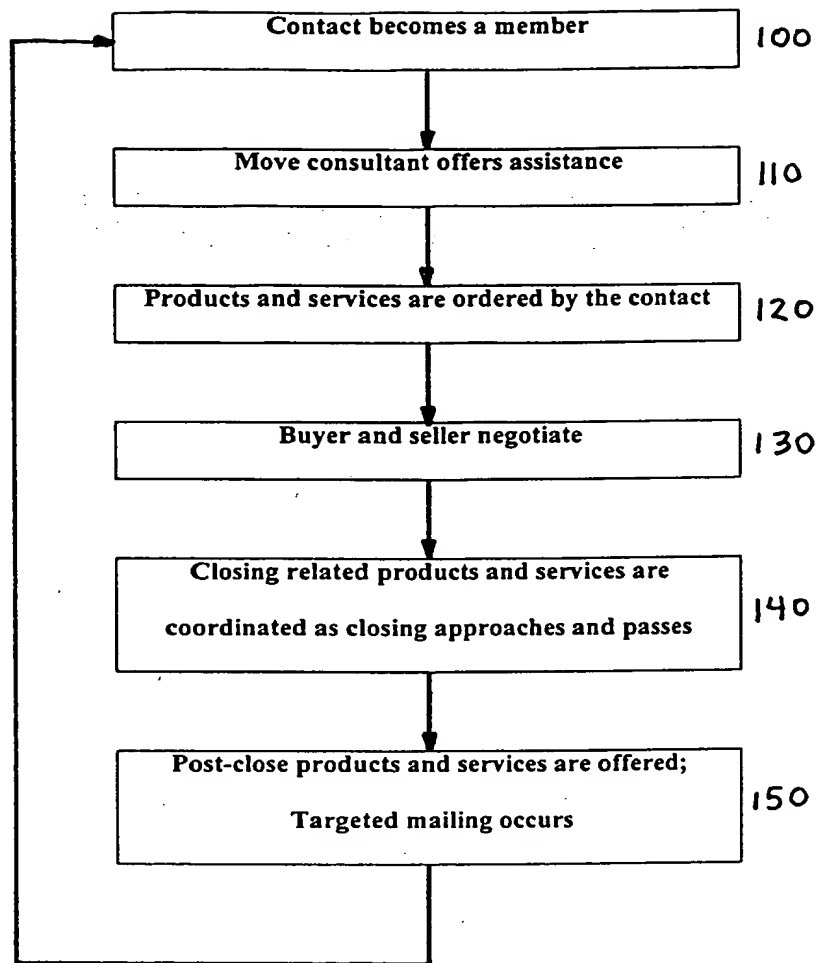 Contact becomes a member
100
Move consultant offers assistance
110
Products and services are ordered by the contact
120
Buyer and seller negotiate
130
Closing related products and services are
coordinated as closing approaches and passes
140
Post-close products and services are offered;
Targeted mailing occurs
150